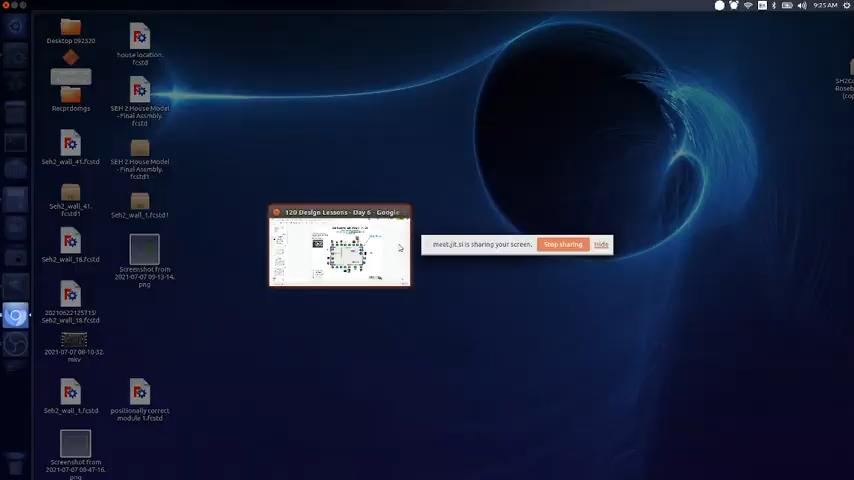 9:25 AM
Desktop 092320
house location.
fcstd
Recprdomgs
SEH 2 House Model
- Final Assmbly.
fcstd
Seh2_wall_41.fcstd
SEH 2 House Model
- Final Assmbly.
fcstd1
Seh2_wall_41.
fcstd1
Seh2_wall_1.fcstd1
Seh2_wall_18.fcstd
Screenshot from
2021-07-07 09-13-14.
png
20210622125715/
Seh2_wall_18.fcstd
2021-07-07 08-10-32.
mkv
Seh2_wall_1.fcstd
positionally correct
module 1.fcstd
Screenshot from
2021-07-07 08-47-16.
png
120 Design Lessons - Day 6 - Google
meet.jit.si is sharing your screen.
Stop sharing
Hide